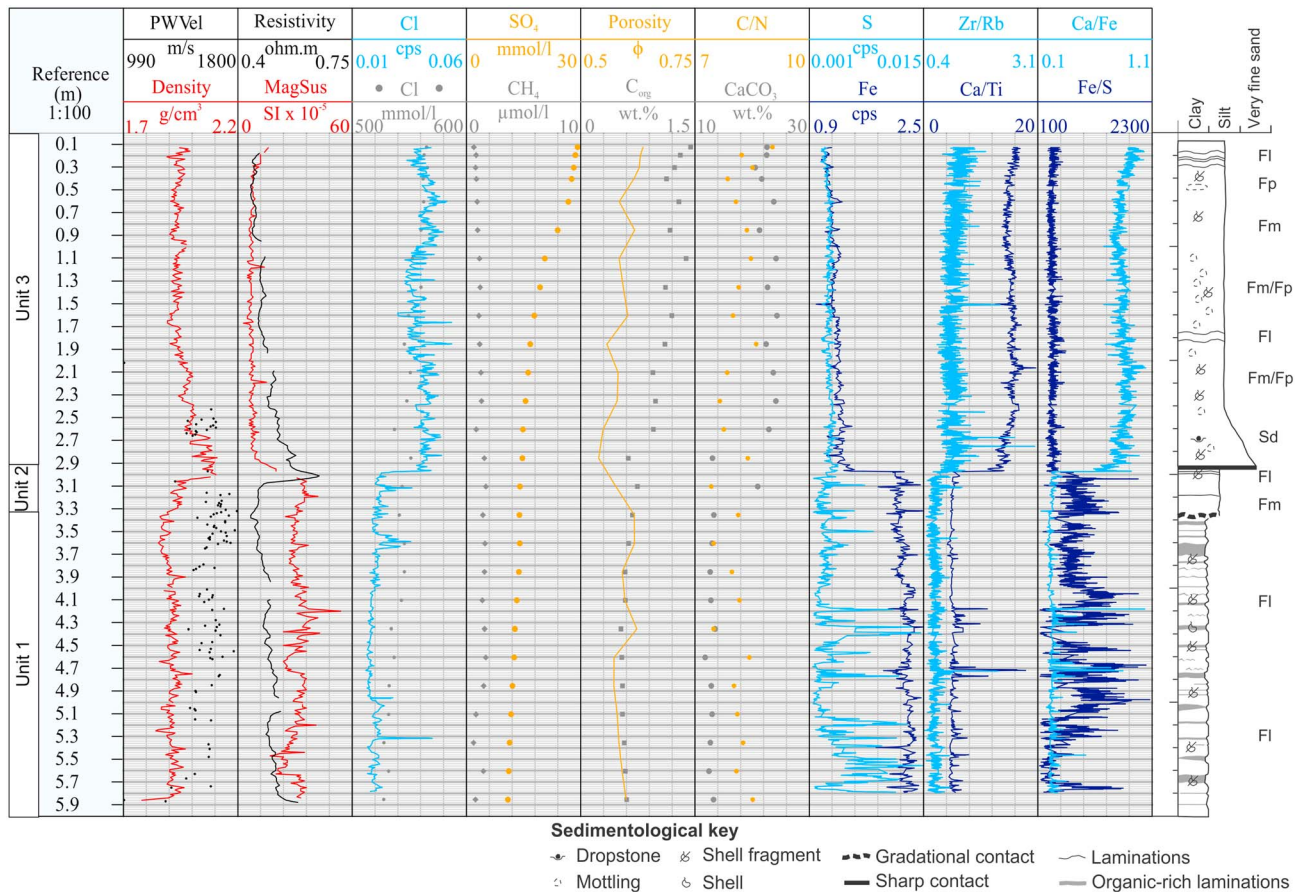 PWVel Resistivity Cl SO₄ Porosity C/N S Zr/Rb Ca/Fe
m/s ohm.m cps mmol/l ϕ cps
990 1800 0.4 0.75 0.01 0.06 0 30 0.5 0.75 7 10 0.001 0.015 0.4 3.1 0.1 1.1
Reference
(m)
1:100
Density MagSus Cl CH₄ C_org CaCO₃ Fe Ca/Ti Fe/S
g/cm³ SI x 10⁻⁵ mmol/l µmol/l wt.% wt.% cps
1.7 2.2 0 60 500 600 0 10 0 1.5 10 30 0.9 2.5 0 20 100 2300
Clay
Silt
Very fine sand
Unit 3
Unit 2
Unit 1
0.1
0.3
0.5
0.7
0.9
1.1
1.3
1.5
1.7
1.9
2.1
2.3
2.5
2.7
2.9
3.1
3.3
3.5
3.7
3.9
4.1
4.3
4.5
4.7
4.9
5.1
5.3
5.5
5.7
5.9
Fl
Fp
Fm
Fm/Fp
Fl
Fm/Fp
Sd
Fl
Fm
Fl
Fl
Sedimentological key
Dropstone Shell fragment Gradational contact Laminations
Mottling Shell Sharp contact Organic-rich laminations